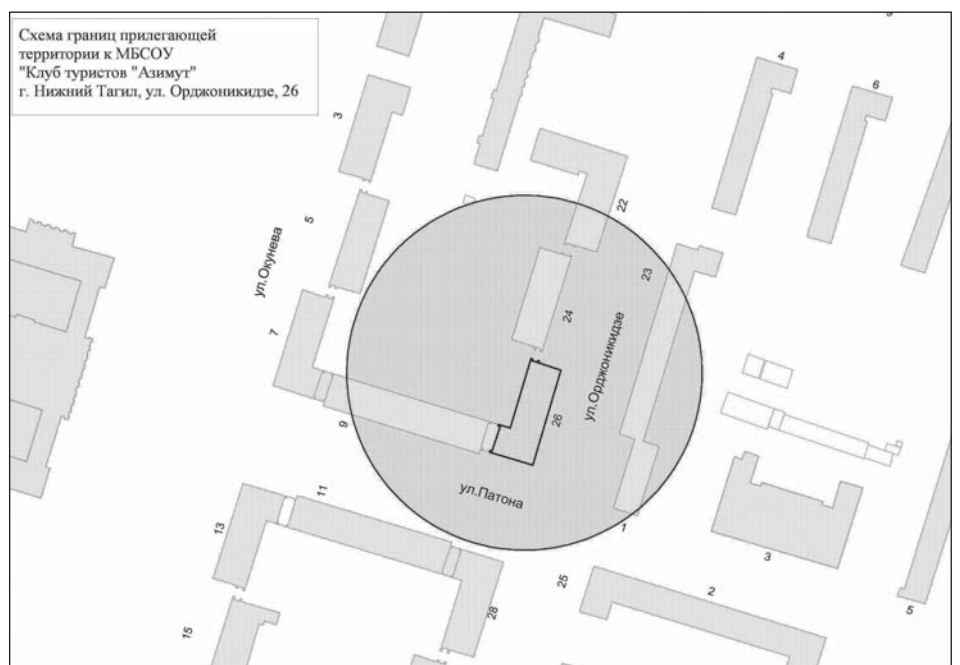 Схема границ прилегающей
территории к МБСОУ
"Клуб туристов "Азимут"
г. Нижний Тагил, ул. Орджоникидзе, 26
4
6
3
22
5
ул.Окунева
23
24
7
ул.Орджоникидзе
9
26
11
ул.Патона
13
1
3
25
2
28
5
15